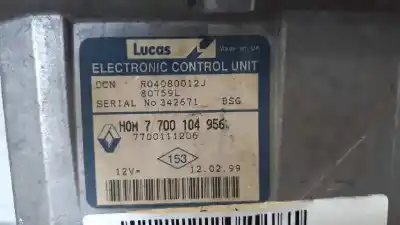 Lucas Made in UK
ELECTRONIC CONTROL UNIT
DCN R04080012J
80759L
SERIAL No 342671 BSG
HOM 7 700 104 956
7700111206
153
12V= 12.02.99